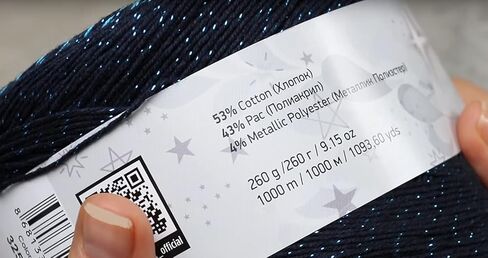 53% Cotton (Хлопок)
43% Pac (Полиакрил)
4% Metallic Polyester (Металлик Полиэстер)
260 g / 260 г / 9.15 oz
1000 m / 1000 м / 1093,60 yds
official